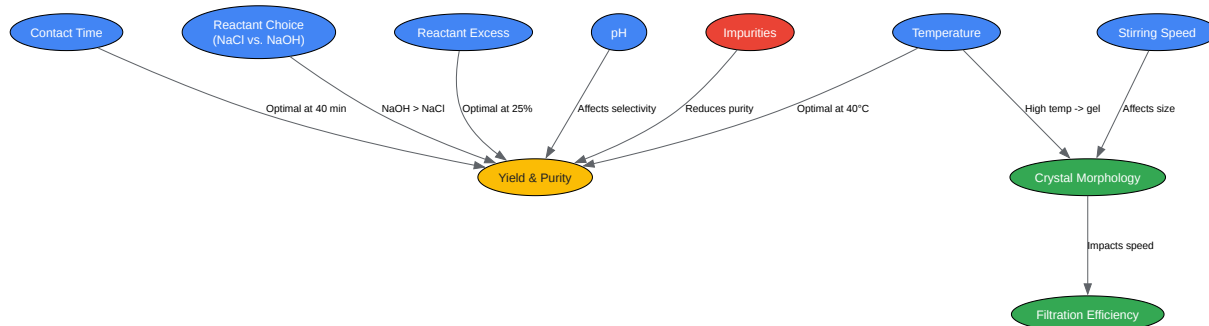 Contact Time
Reactant Choice
(NaCl vs. NaOH)
Reactant Excess
pH
Impurities
Temperature
Stirring Speed
Optimal at 40 min
NaOH > NaCl
Optimal at 25%
Affects selectivity
Reduces purity
Optimal at 40°C
High temp -> gel
Affects size
Yield & Purity
Crystal Morphology
Impacts speed
Filtration Efficiency